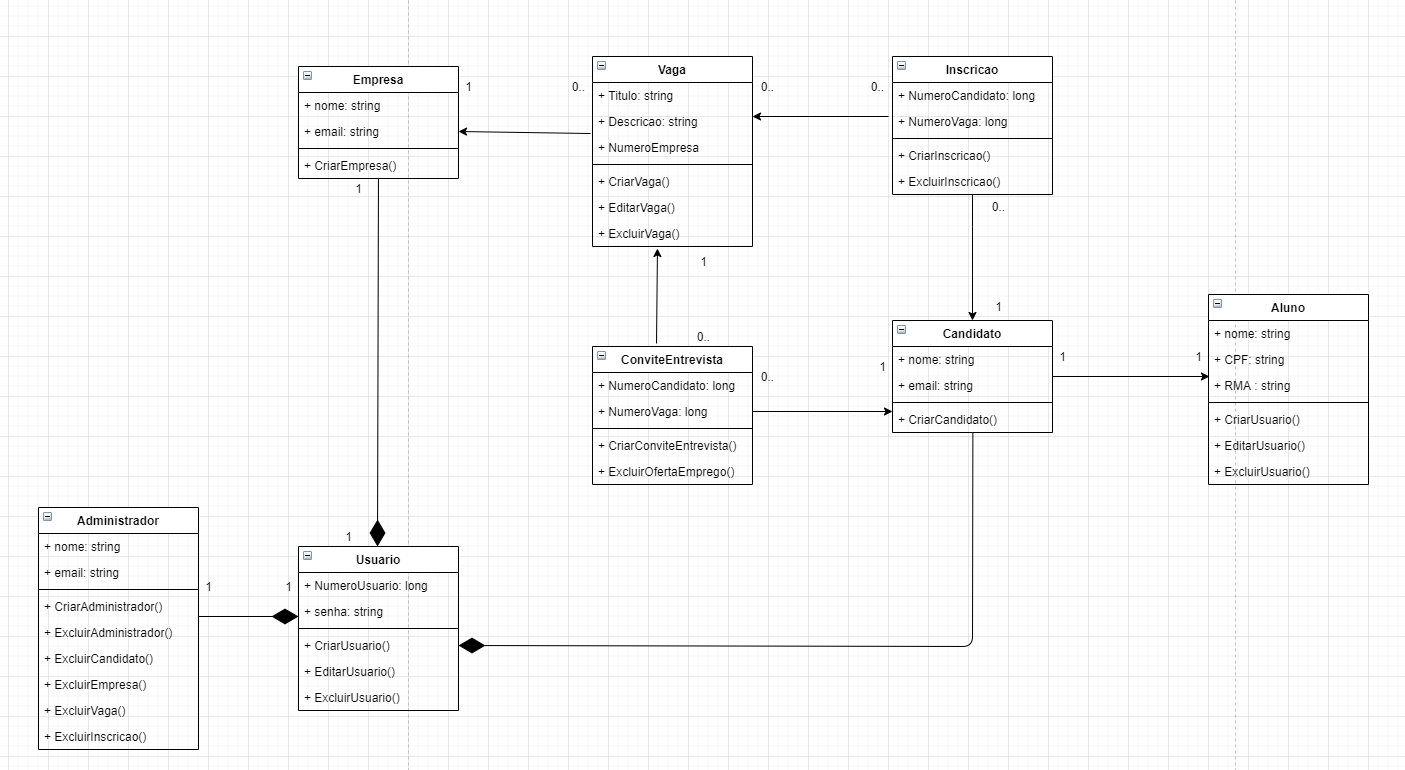 Empresa
+ nome: string
+ email: string
+ CriarEmpresa()
1
1
0..
Vaga
+ Titulo: string
+ Descricao: string
+ NumeroEmpresa
+ CriarVaga()
+ EditarVaga()
+ ExcluirVaga()
0..
0..
1
Inscricao
+ NumeroCandidato: long
+ NumeroVaga: long
+ CriarInscricao()
+ ExcluirInscricao()
0..
1
0..
ConviteEntrevista
+ NumeroCandidato: long
+ NumeroVaga: long
+ CriarConviteEntrevista()
+ ExcluirOfertaEmprego()
0..
1
Candidato
+ nome: string
+ email: string
+ CriarCandidato()
1
1
Aluno
+ nome: string
+ CPF: string
+ RMA : string
+ CriarUsuario()
+ EditarUsuario()
+ ExcluirUsuario()
Administrador
+ nome: string
+ email: string
+ CriarAdministrador()
+ ExcluirAdministrador()
+ ExcluirCandidato()
+ ExcluirEmpresa()
+ ExcluirVaga()
+ ExcluirInscricao()
1
1
1
Usuario
+ NumeroUsuario: long
+ senha: string
+ CriarUsuario()
+ EditarUsuario()
+ ExcluirUsuario()